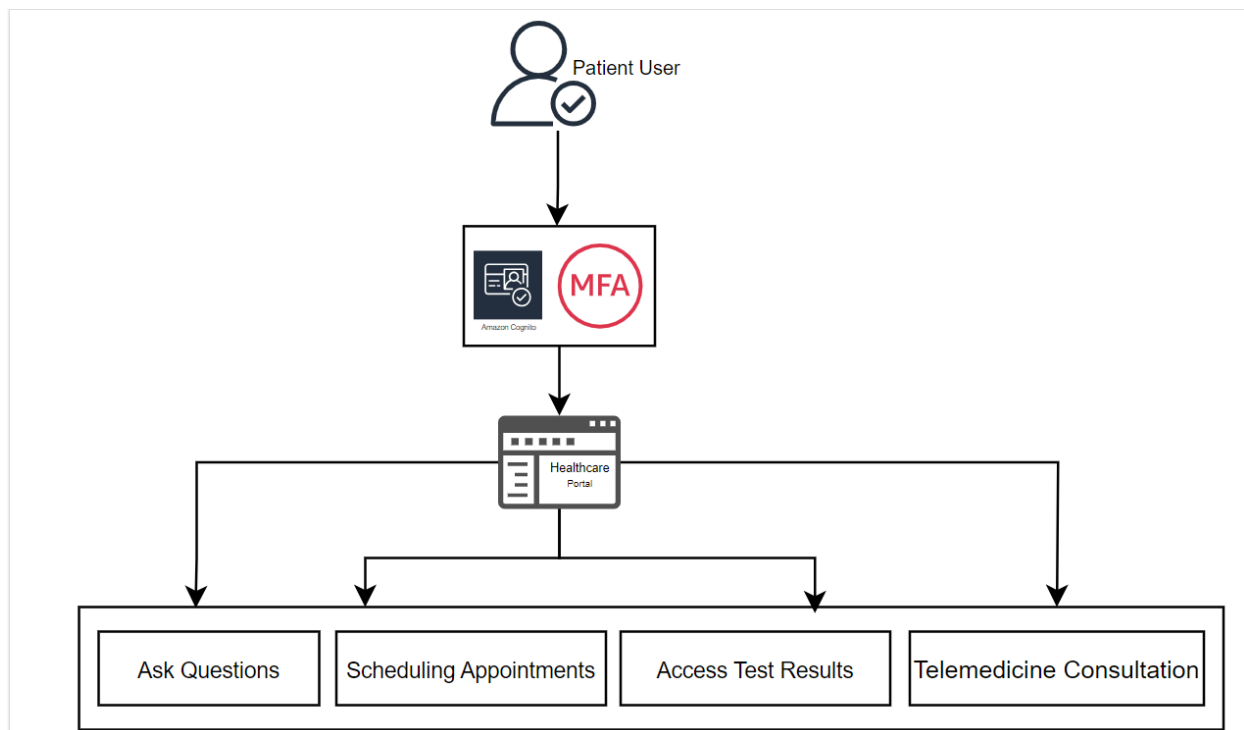 Patient User
MFA
Amazon Cognito
Healthcare
Portal
Ask Questions
Scheduling Appointments
Access Test Results
Telemedicine Consultation